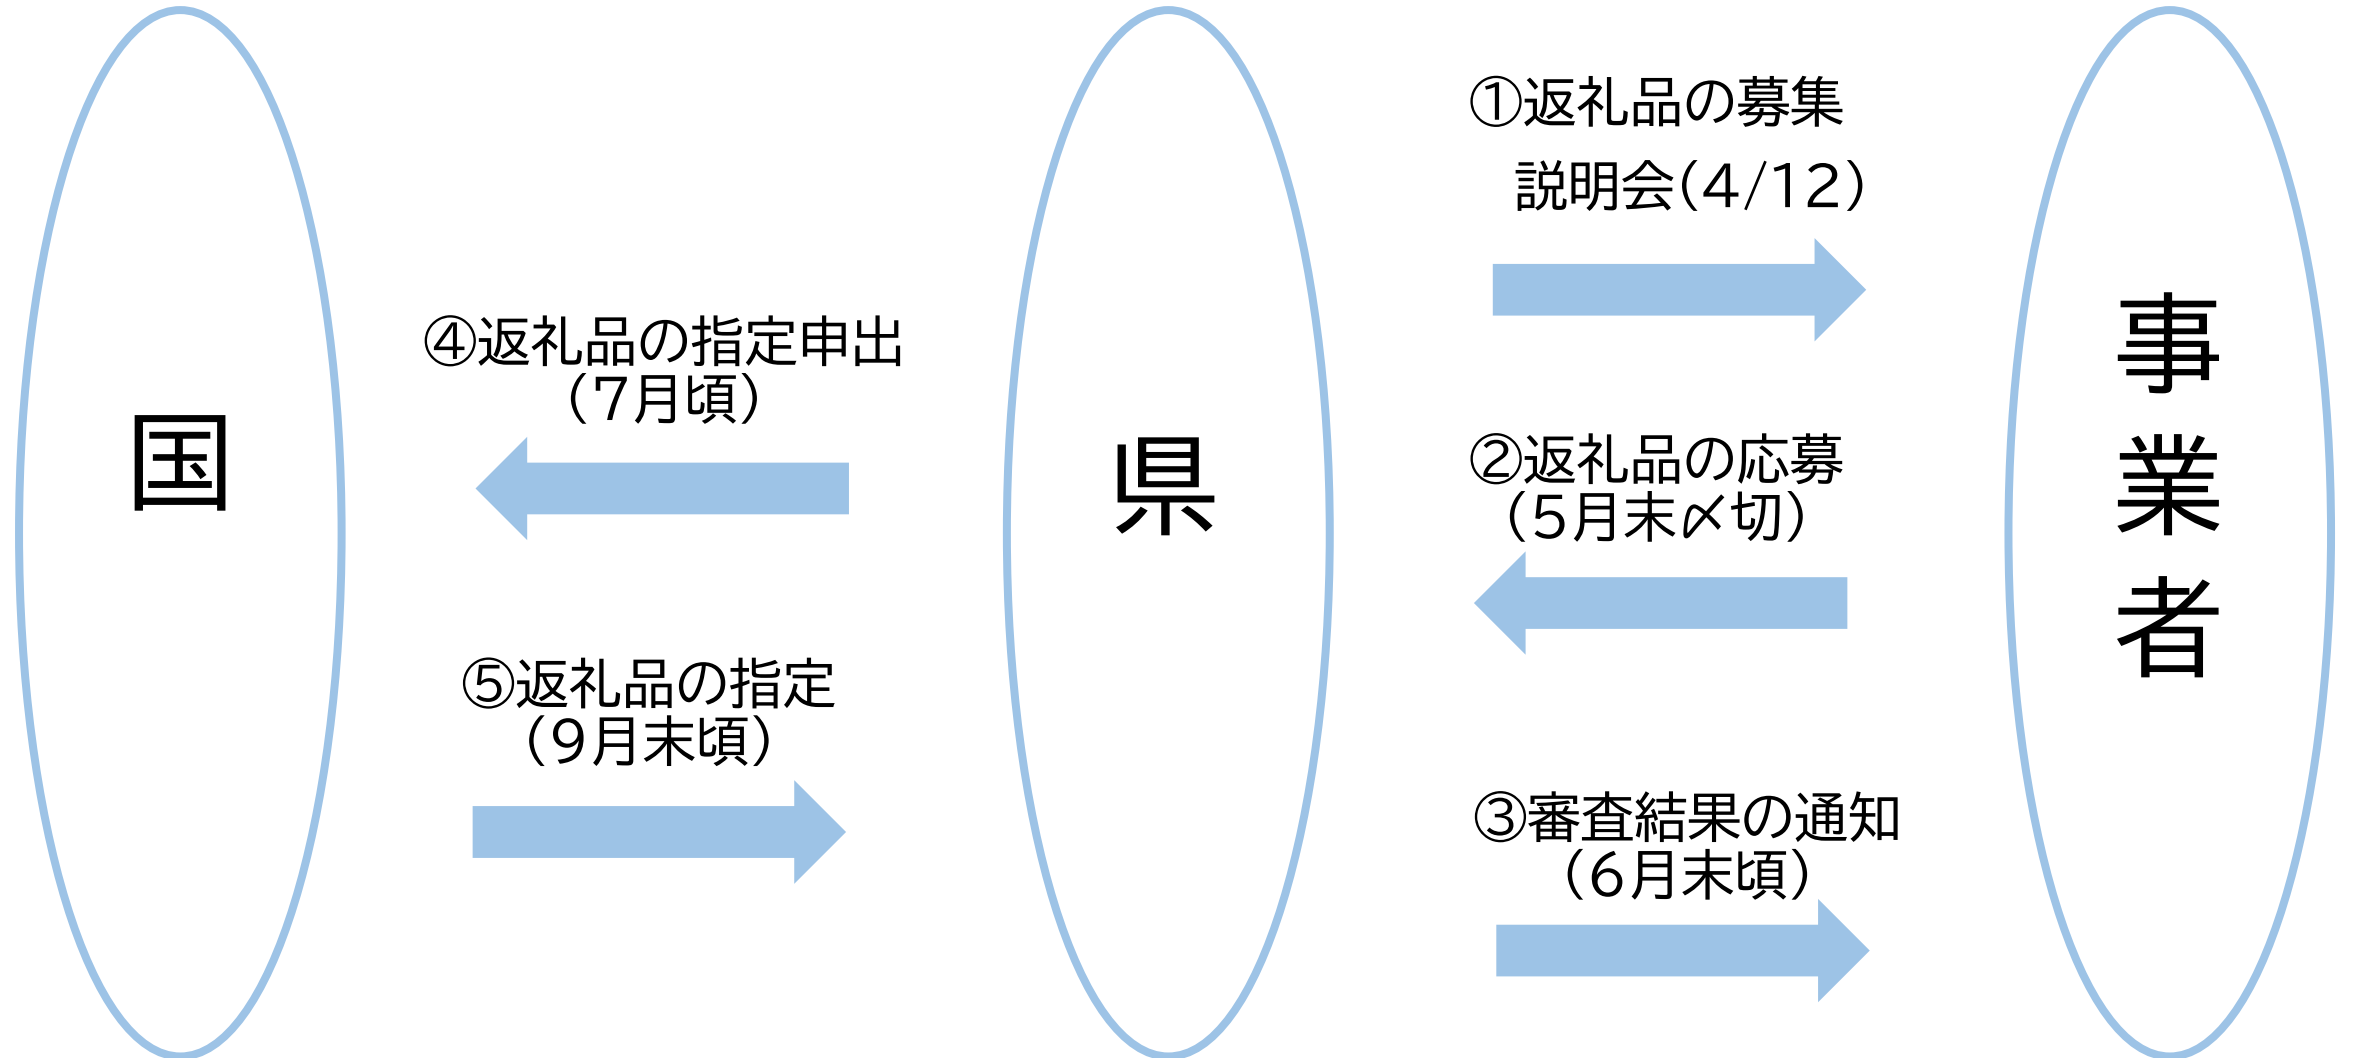 国
④返礼品の指定申出
（7月頃）
⑤返礼品の指定
（9月末頃）
県
①返礼品の募集
説明会（4/12）
②返礼品の応募
（5月末〆切）
③審査結果の通知
（6月末頃）
事業者